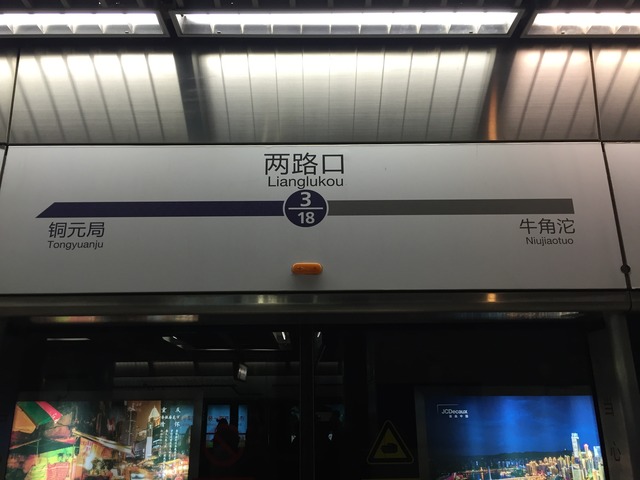 两路口
Lianglukou
3
18
铜元局
Tongyuanju
牛角沱
Niujiaotuo
JCDecaux